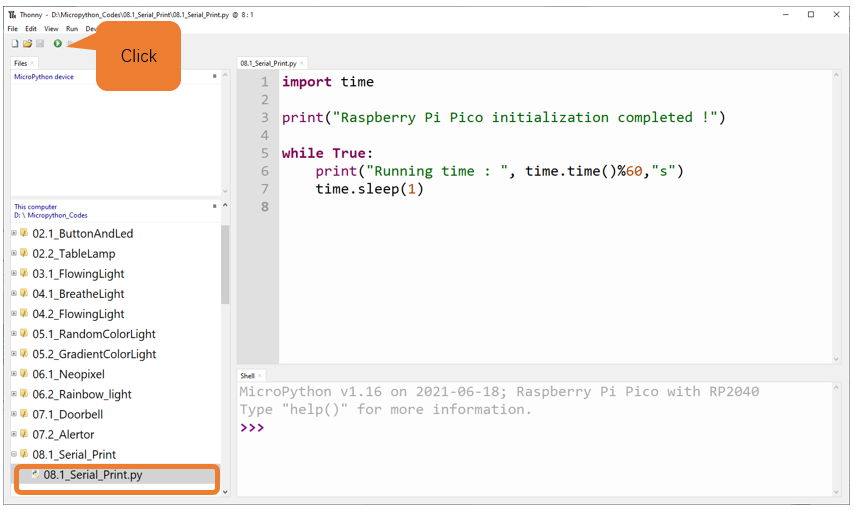 Thonny - D:\Micropython_Codes\08.1_Serial_Print\08.1_Serial_Print.py @ 8 : 1
File Edit View Run
Click
Files ×
MicroPython device
This computer
D: \ Micropython_Codes
02.1_ButtonAndLed
02.2_TableLamp
03.1_FlowingLight
04.1_BreatheLight
04.2_FlowingLight
05.1_RandomColorLight
05.2_GradientColorLight
06.1_Neopixel
06.2_Rainbow_light
07.1_Doorbell
07.2_Alertor
08.1_Serial_Print
08.1_Serial_Print.py
08.1_Serial_Print.py ×
1 import time
2
3 print("Raspberry Pi Pico initialization completed !")
4
5 while True:
6     print("Running time : ", time.time()%60,"s")
7     time.sleep(1)
8
Shell ×
MicroPython v1.16 on 2021-06-18; Raspberry Pi Pico with RP2040
Type "help()" for more information.
>>>